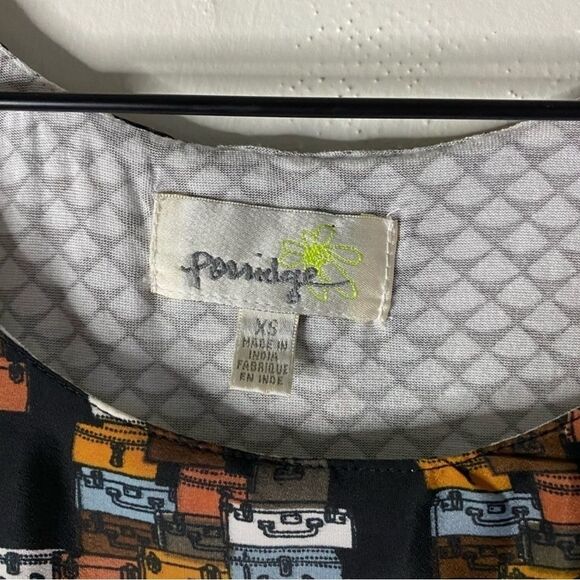 porridge
XS
MADE IN
INDIA
FABRIQUE
EN INDE